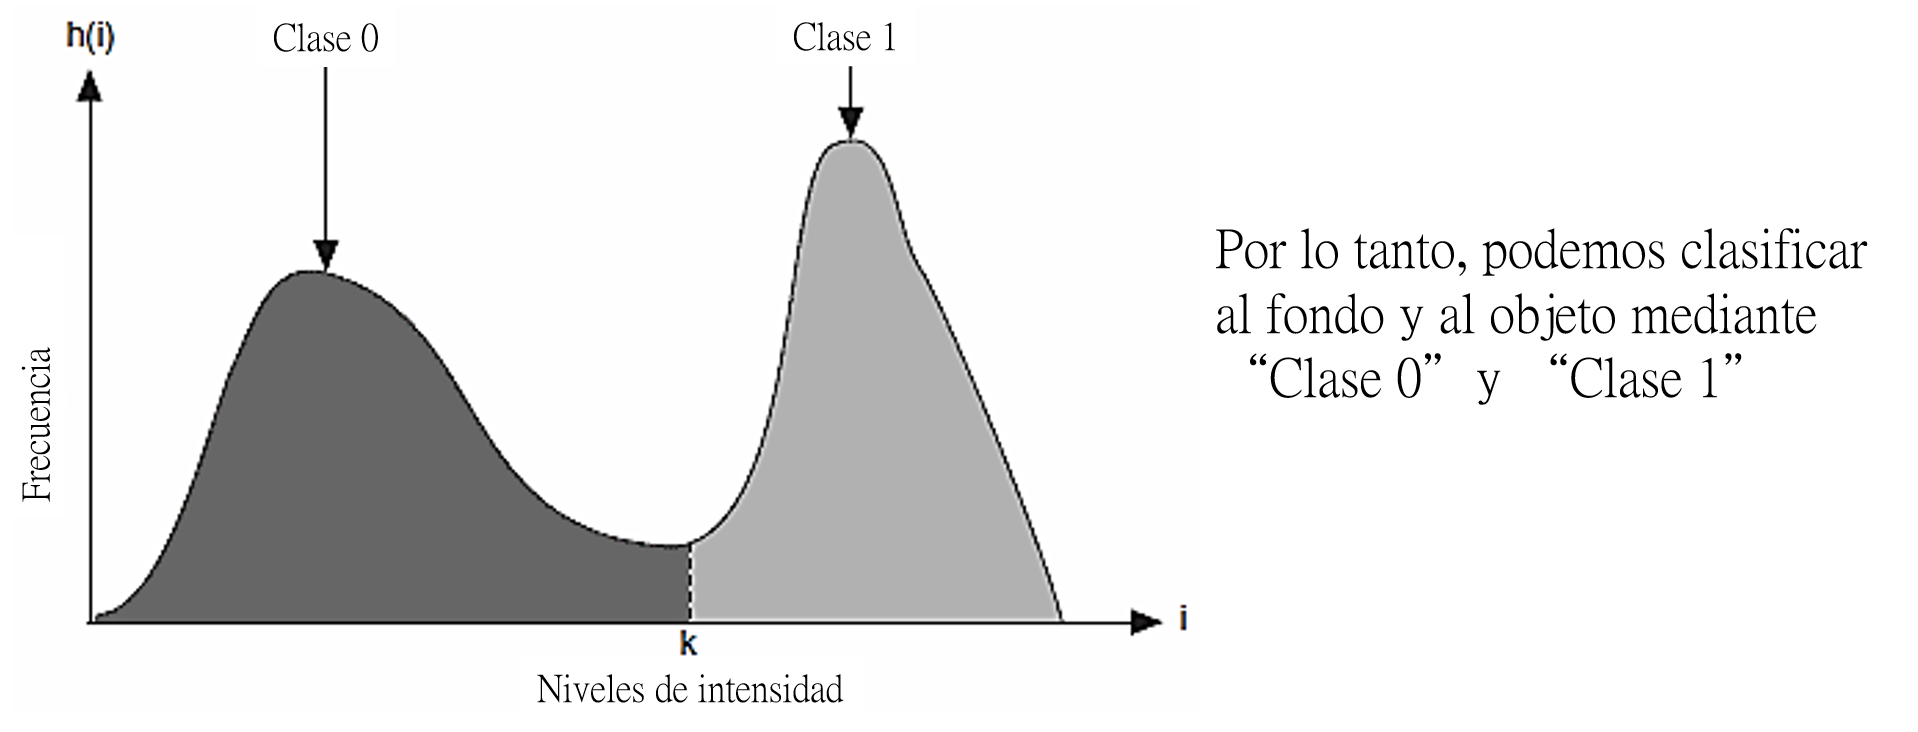 h(i)
Clase 0
Clase 1
Frecuencia
Por lo tanto, podemos clasificar
al fondo y al objeto mediante
“Clase 0” y “Clase 1”
i
k
Niveles de intensidad